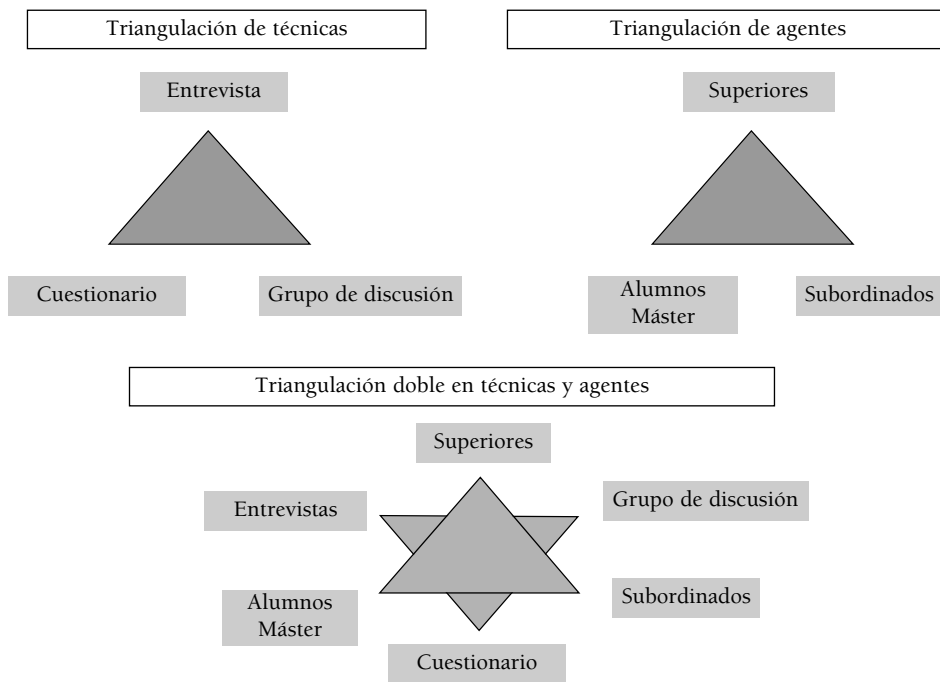 Triangulación de técnicas
Entrevista
Cuestionario
Grupo de discusión
Triangulación de agentes
Superiores
Alumnos
Máster
Subordinados
Triangulación doble en técnicas y agentes
Superiores
Entrevistas
Grupo de discusión
Alumnos
Máster
Subordinados
Cuestionario